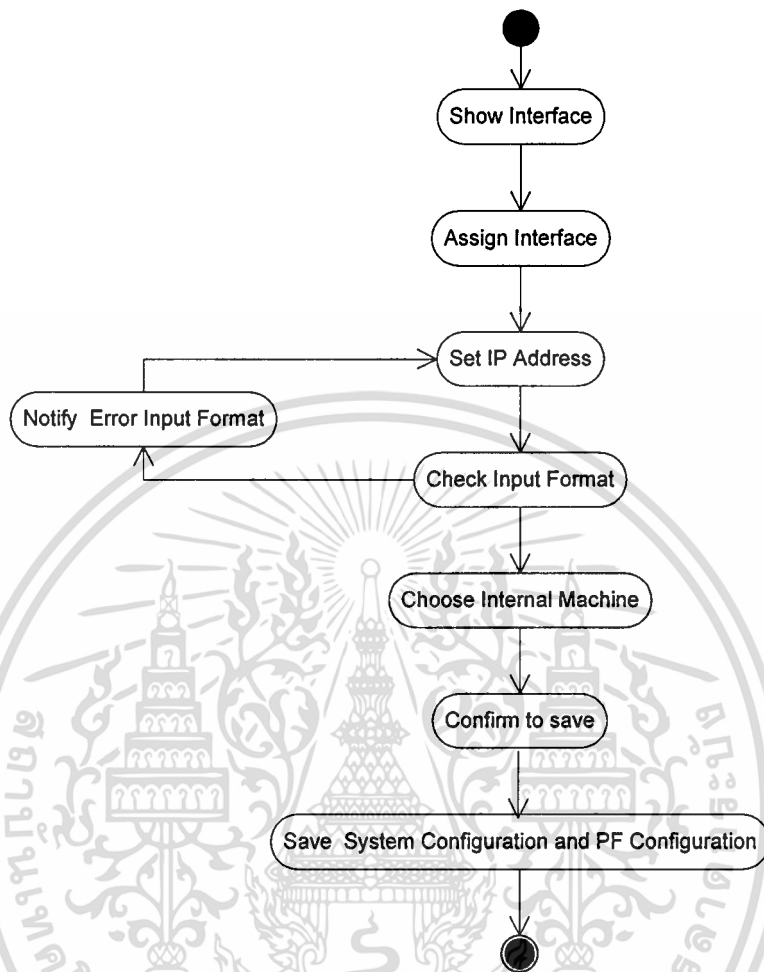 Show Interface
Assign Interface
Set IP Address
Notify Error Input Format
Check Input Format
Choose Internal Machine
Confirm to save
Save System Configuration and PF Configuration